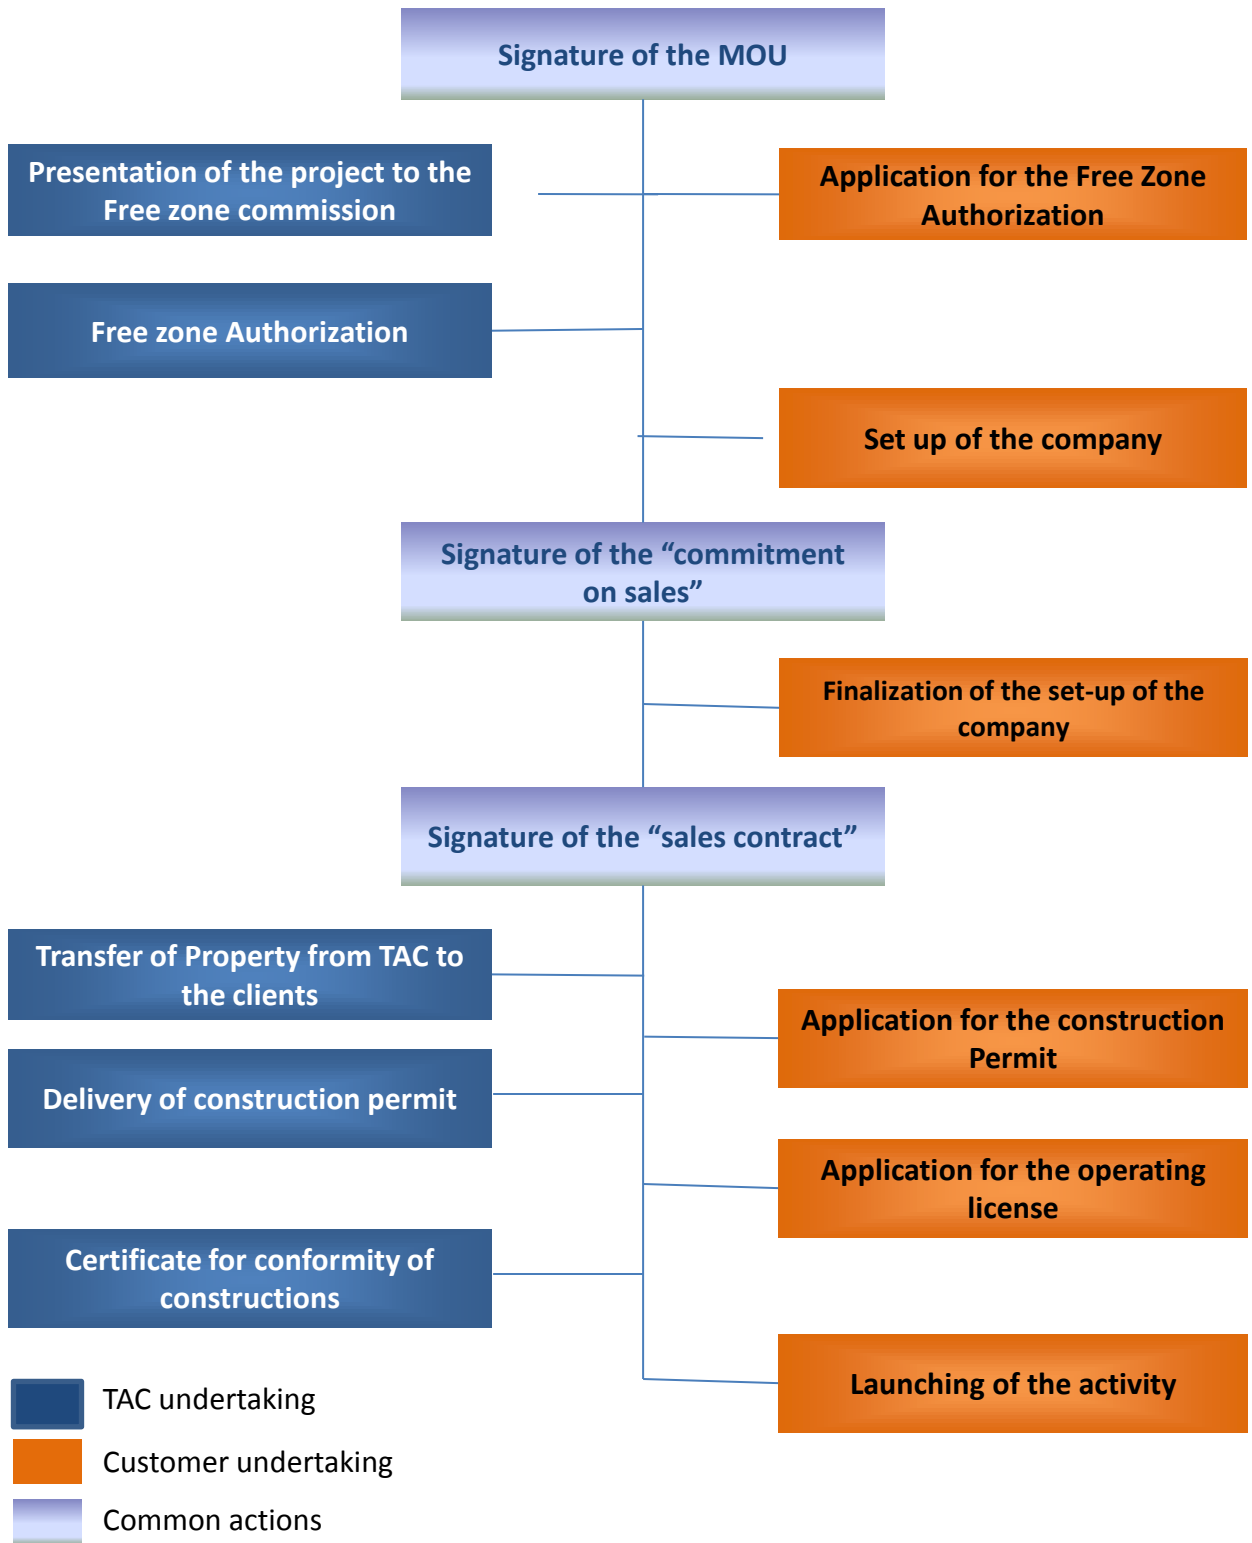 Signature of the MOU
Presentation of the project to the
Free zone commission
Application for the Free Zone
Authorization
Free zone Authorization
Set up of the company
Signature of the “commitment
on sales”
Finalization of the set-up of the
company
Signature of the “sales contract”
Transfer of Property from TAC to
the clients
Application for the construction
Permit
Delivery of construction permit
Application for the operating
license
Certificate for conformity of
constructions
Launching of the activity
TAC undertaking
Customer undertaking
Common actions